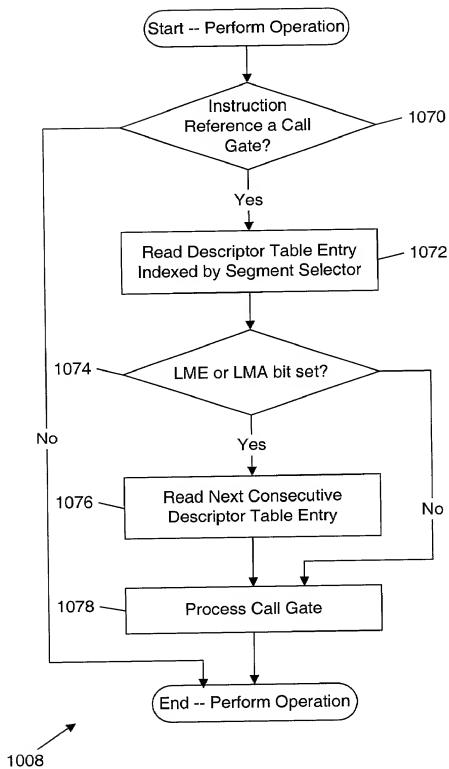 Start -- Perform Operation
Instruction
Reference a Call
Gate?
1070
Yes
Read Descriptor Table Entry
Indexed by Segment Selector
1072
1074
LME or LMA bit set?
No
Yes
1076
Read Next Consecutive
Descriptor Table Entry
No
1078
Process Call Gate
End -- Perform Operation
1008